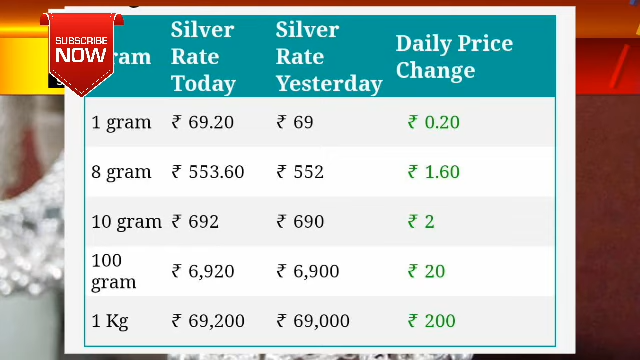 SUBSCRIBE
NOW
Silver Rate Today
Silver Rate Yesterday
Daily Price Change
1 gram ₹ 69.20 ₹ 69 ₹ 0.20
8 gram ₹ 553.60 ₹ 552 ₹ 1.60
10 gram ₹ 692 ₹ 690 ₹ 2
100 gram ₹ 6,920 ₹ 6,900 ₹ 20
1 Kg ₹ 69,200 ₹ 69,000 ₹ 200